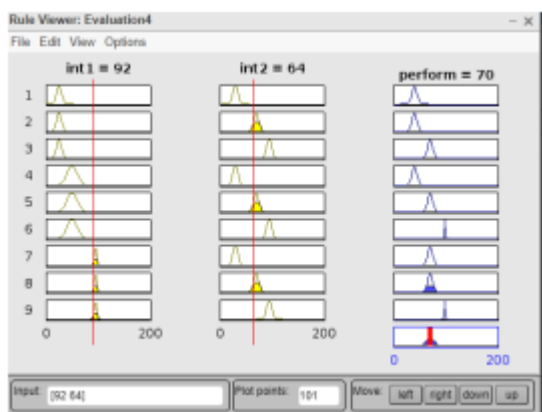 Rule Viewer: Evaluation4
File Edit View Options
int1 = 92 int2 = 64 perform = 70
1
2
3
4
5
6
7
8
9
0 200 0 200
0 200
Input: [92 64] Plot points: 101 Move: left right down up